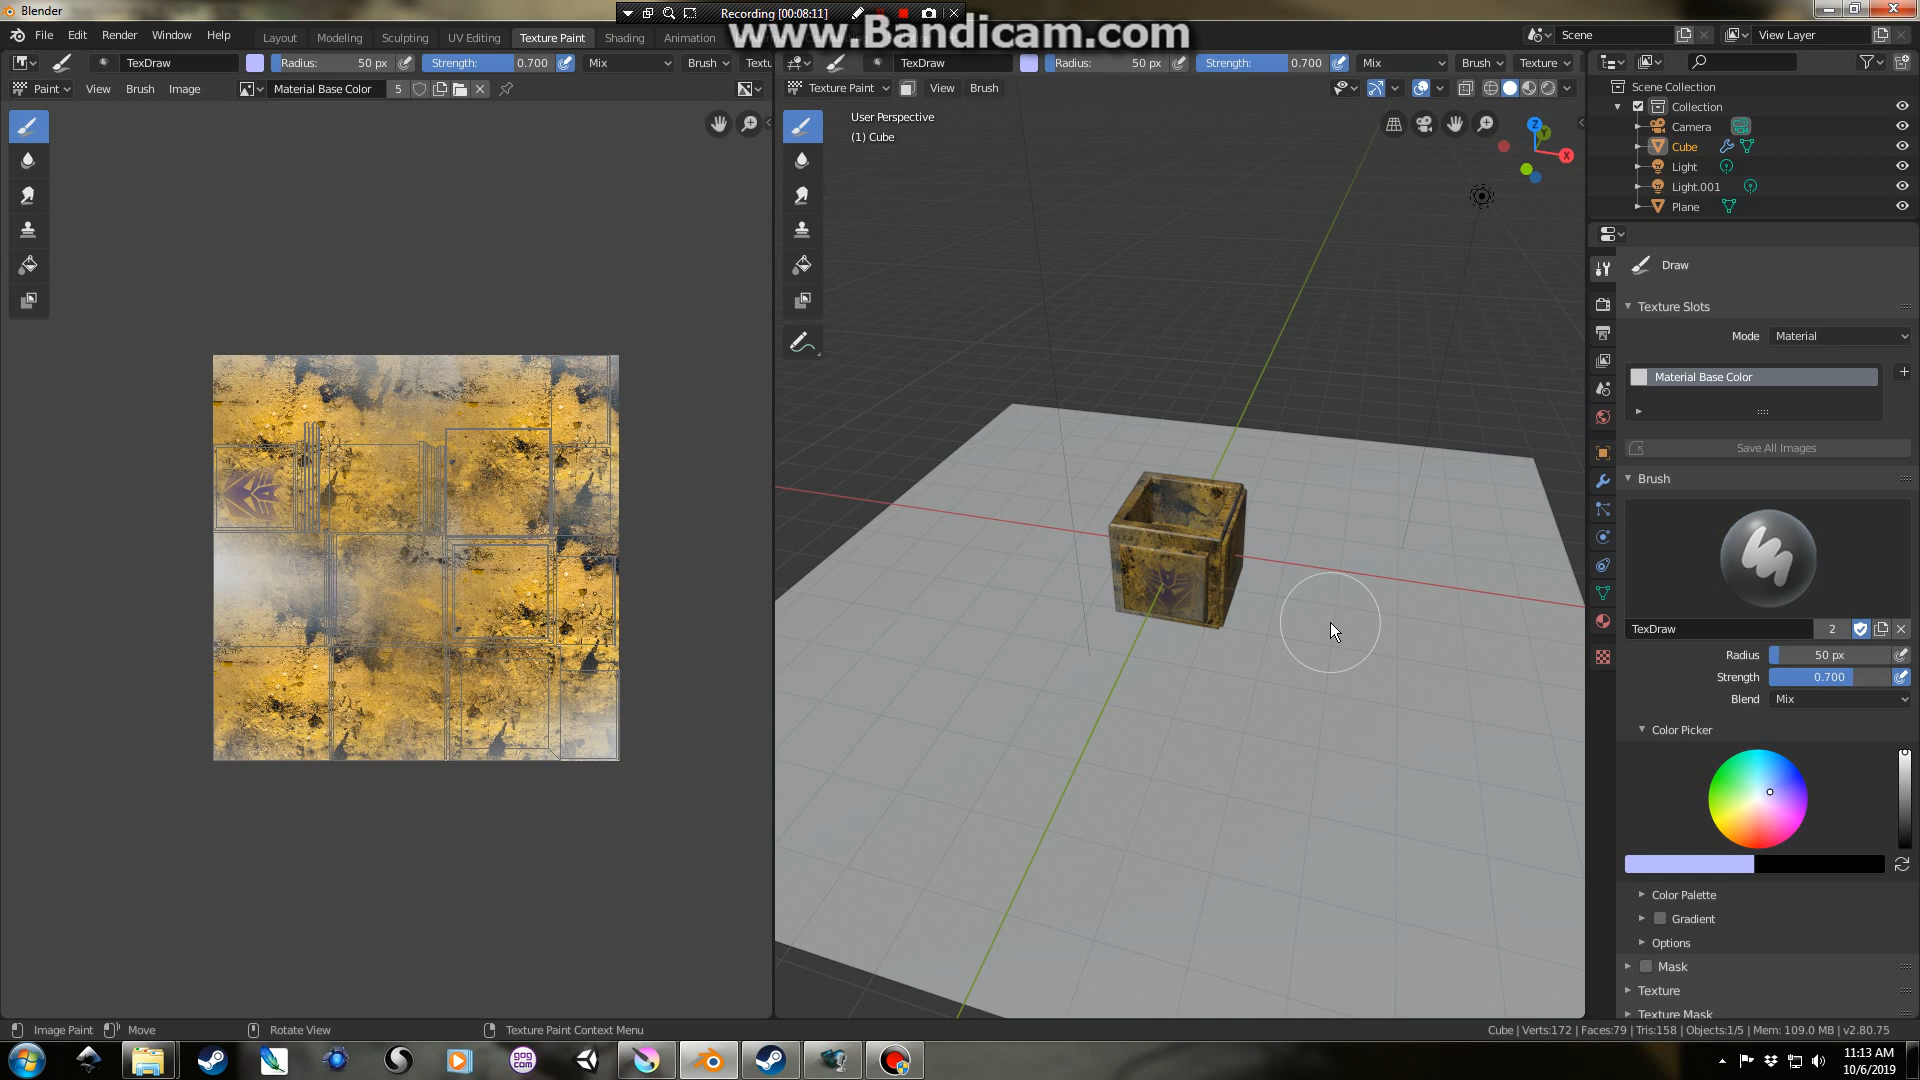 Blender
Recording [00:08:11]
www.Bandicam.com
File Edit Render Window Help
Layout Modeling Sculpting UV Editing Texture Paint Shading Animation
Scene
View Layer
TexDraw Radius: 50 px Strength: 0.700 Mix Brush Textu
TexDraw Radius: 50 px Strength: 0.700 Mix Brush Texture
Paint View Brush Image Material Base Color 5
Texture Paint View Brush
User Perspective
(1) Cube
Z
Y
X
Scene Collection
Collection
Camera
Cube
Light
Light.001
Plane
Draw
Texture Slots
Mode Material
Material Base Color
Save All Images
Brush
TexDraw 2
Radius 50 px
Strength 0.700
Blend Mix
Color Picker
Color Palette
Gradient
Options
Mask
Texture
Texture Mask
Image Paint Move Rotate View Texture Paint Context Menu
Cube | Verts:172 | Faces:79 | Tris:158 | Objects:1/5 | Mem: 109.0 MB | v2.80.75
gog
com
11:13 AM
10/6/2019